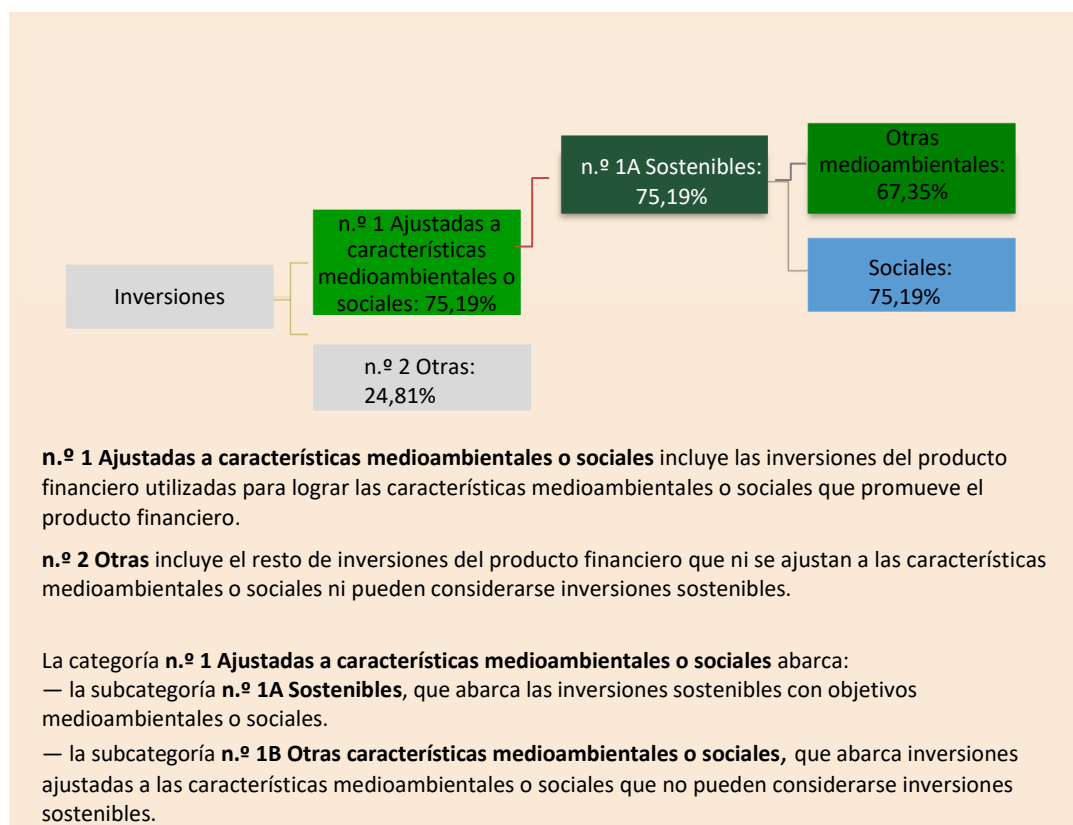 Inversiones
n.º 1 Ajustadas a
características
medioambientales o
sociales: 75,19%
n.º 2 Otras:
24,81%
n.º 1A Sostenibles:
75,19%
Otras
medioambientales:
67,35%
Sociales:
75,19%
n.º 1 Ajustadas a características medioambientales o sociales incluye las inversiones del producto
financiero utilizadas para lograr las características medioambientales o sociales que promueve el
producto financiero.
n.º 2 Otras incluye el resto de inversiones del producto financiero que ni se ajustan a las características
medioambientales o sociales ni pueden considerarse inversiones sostenibles.
La categoría n.º 1 Ajustadas a características medioambientales o sociales abarca:
— la subcategoría n.º 1A Sostenibles, que abarca las inversiones sostenibles con objetivos
medioambientales o sociales.
— la subcategoría n.º 1B Otras características medioambientales o sociales, que abarca inversiones
ajustadas a las características medioambientales o sociales que no pueden considerarse inversiones
sostenibles.